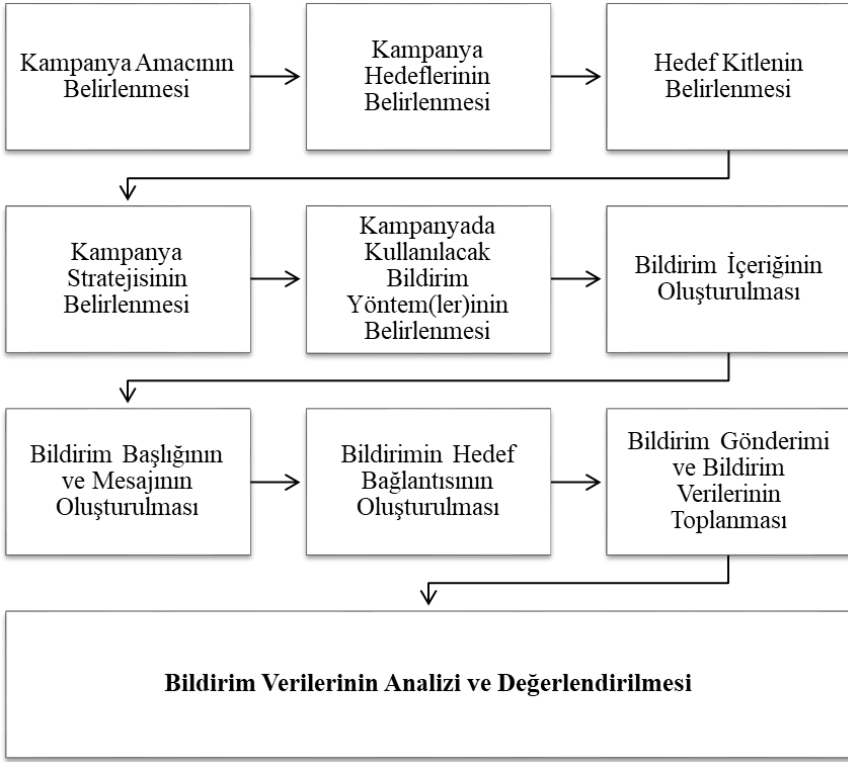 Kampanya Amacının
Belirlenmesi
Kampanya
Hedeflerinin
Belirlenmesi
Hedef Kitlenin
Belirlenmesi
Kampanya
Stratejisinin
Belirlenmesi
Kampanyada
Kullanılacak
Bildirim
Yöntem(ler)inin
Belirlenmesi
Bildirim İçeriğinin
Oluşturulması
Bildirim Başlığının
ve Mesajının
Oluşturulması
Bildirimin Hedef
Bağlantısının
Oluşturulması
Bildirim Gönderimi
ve Bildirim
Verilerinin
Toplanması
Bildirim Verilerinin Analizi ve Değerlendirilmesi